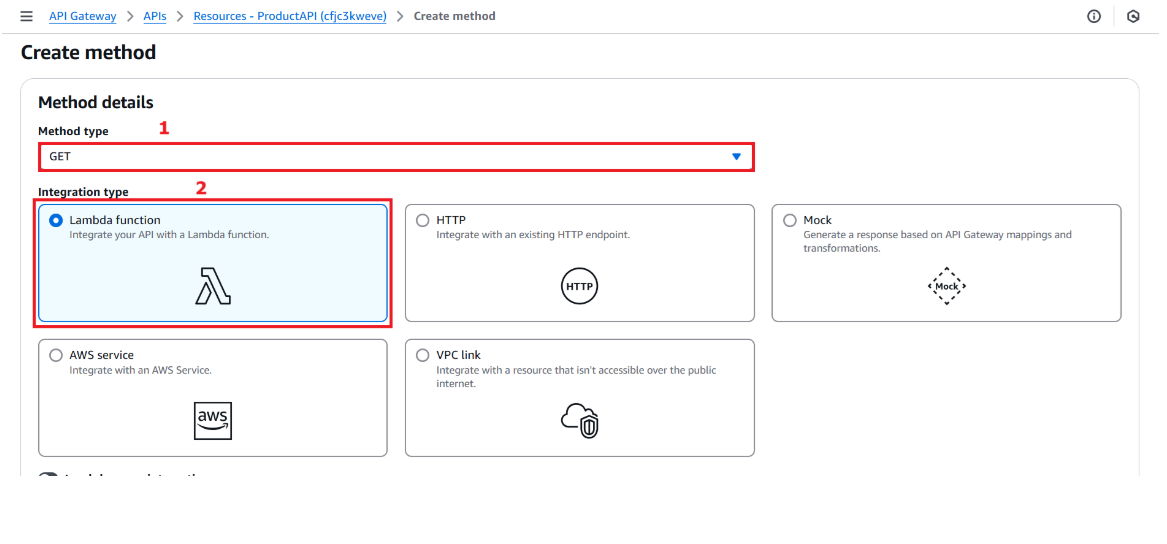 API Gateway > APIs > Resources - ProductAPI (cfjc3kweve) > Create method
Create method
Method details
Method type 1
GET
Integration type 2
Lambda function
Integrate your API with a Lambda function.
HTTP
Integrate with an existing HTTP endpoint.
HTTP
Mock
Generate a response based on API Gateway mappings and
transformations.
Mock
AWS service
Integrate with an AWS Service.
aws
VPC link
Integrate with a resource that isn't accessible over the public
internet.